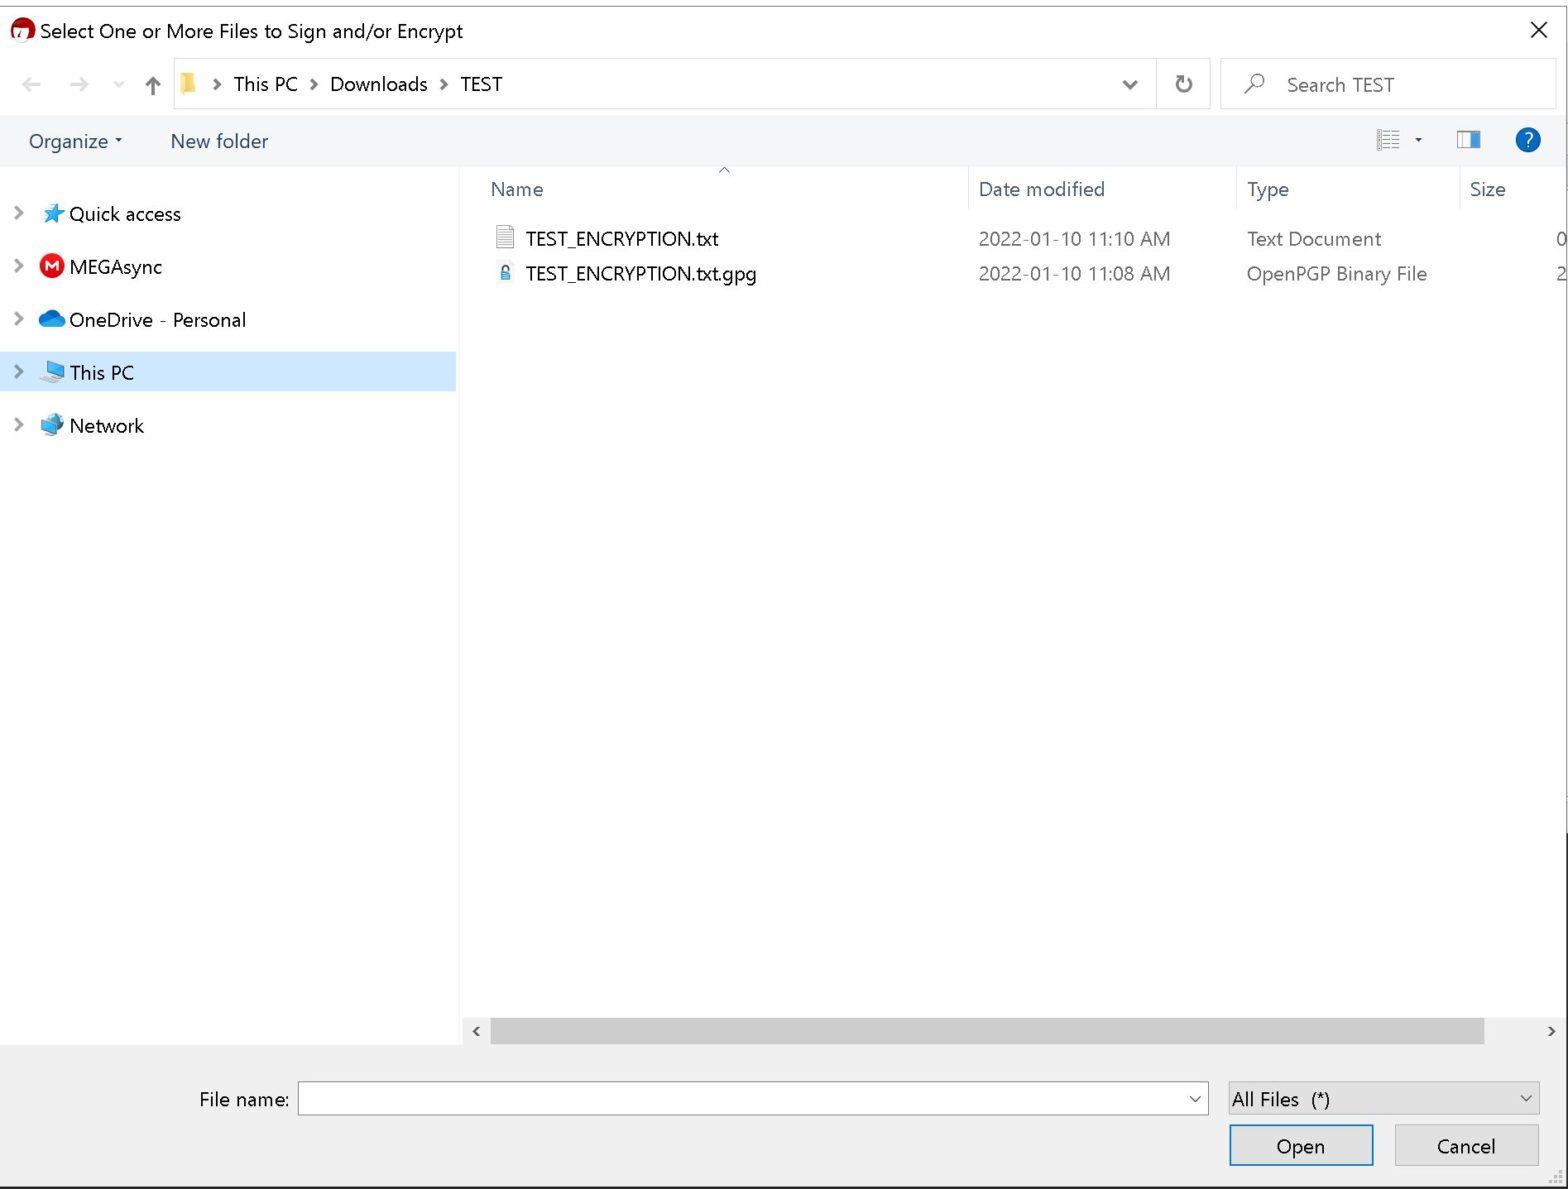 Select One or More Files to Sign and/or Encrypt
This PC > Downloads > TEST
Search TEST
Organize
New folder
?
Name
Date modified
Type
Size
Quick access
M MEGAsync
OneDrive - Personal
This PC
Network
TEST_ENCRYPTION.txt 2022-01-10 11:10 AM Text Document 0
TEST_ENCRYPTION.txt.gpg 2022-01-10 11:08 AM OpenPGP Binary File 2
File name:
All Files (*)
Open
Cancel